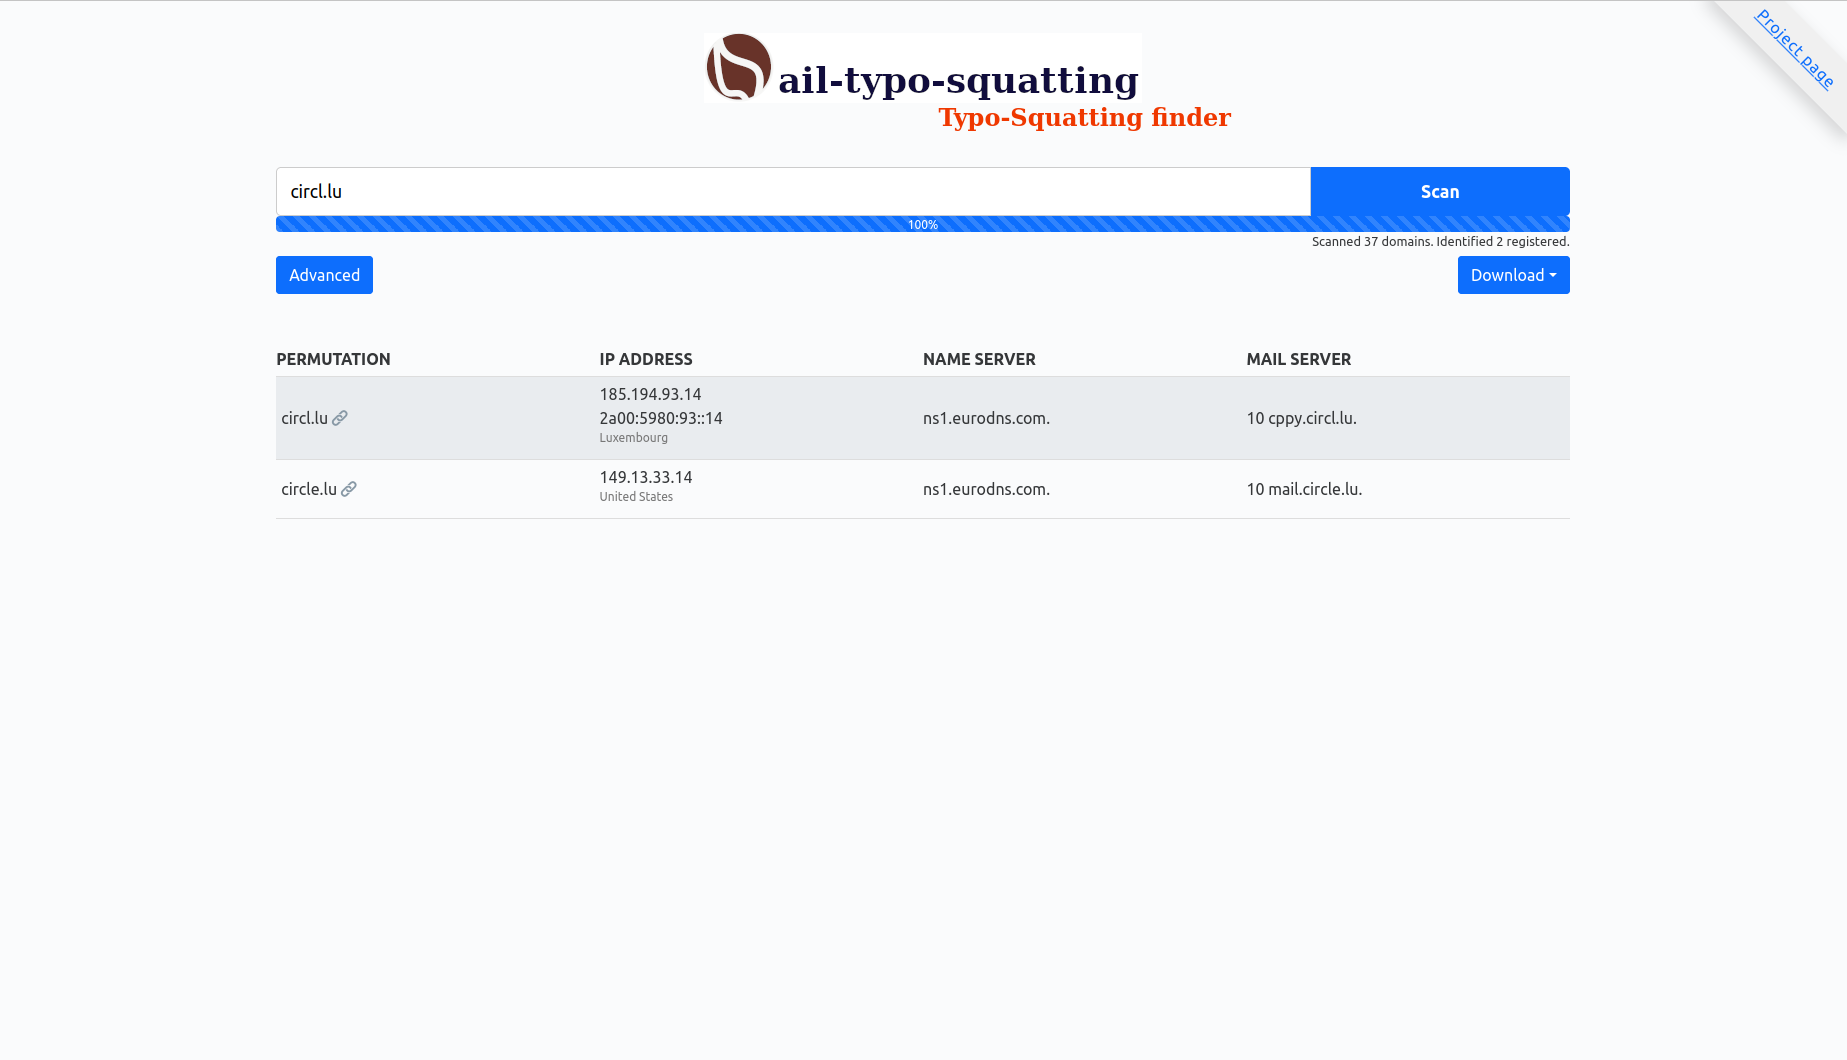 Project page
ail-typo-squatting
Typo-Squatting finder
circl.lu Scan
100%
Scanned 37 domains. Identified 2 registered.
Advanced Download
PERMUTATION IP ADDRESS NAME SERVER MAIL SERVER
185.194.93.14
circl.lu 2a00:5980:93::14 ns1.eurodns.com. 10 cppy.circl.lu.
Luxembourg
149.13.33.14
circle.lu ns1.eurodns.com. 10 mail.circle.lu.
United States